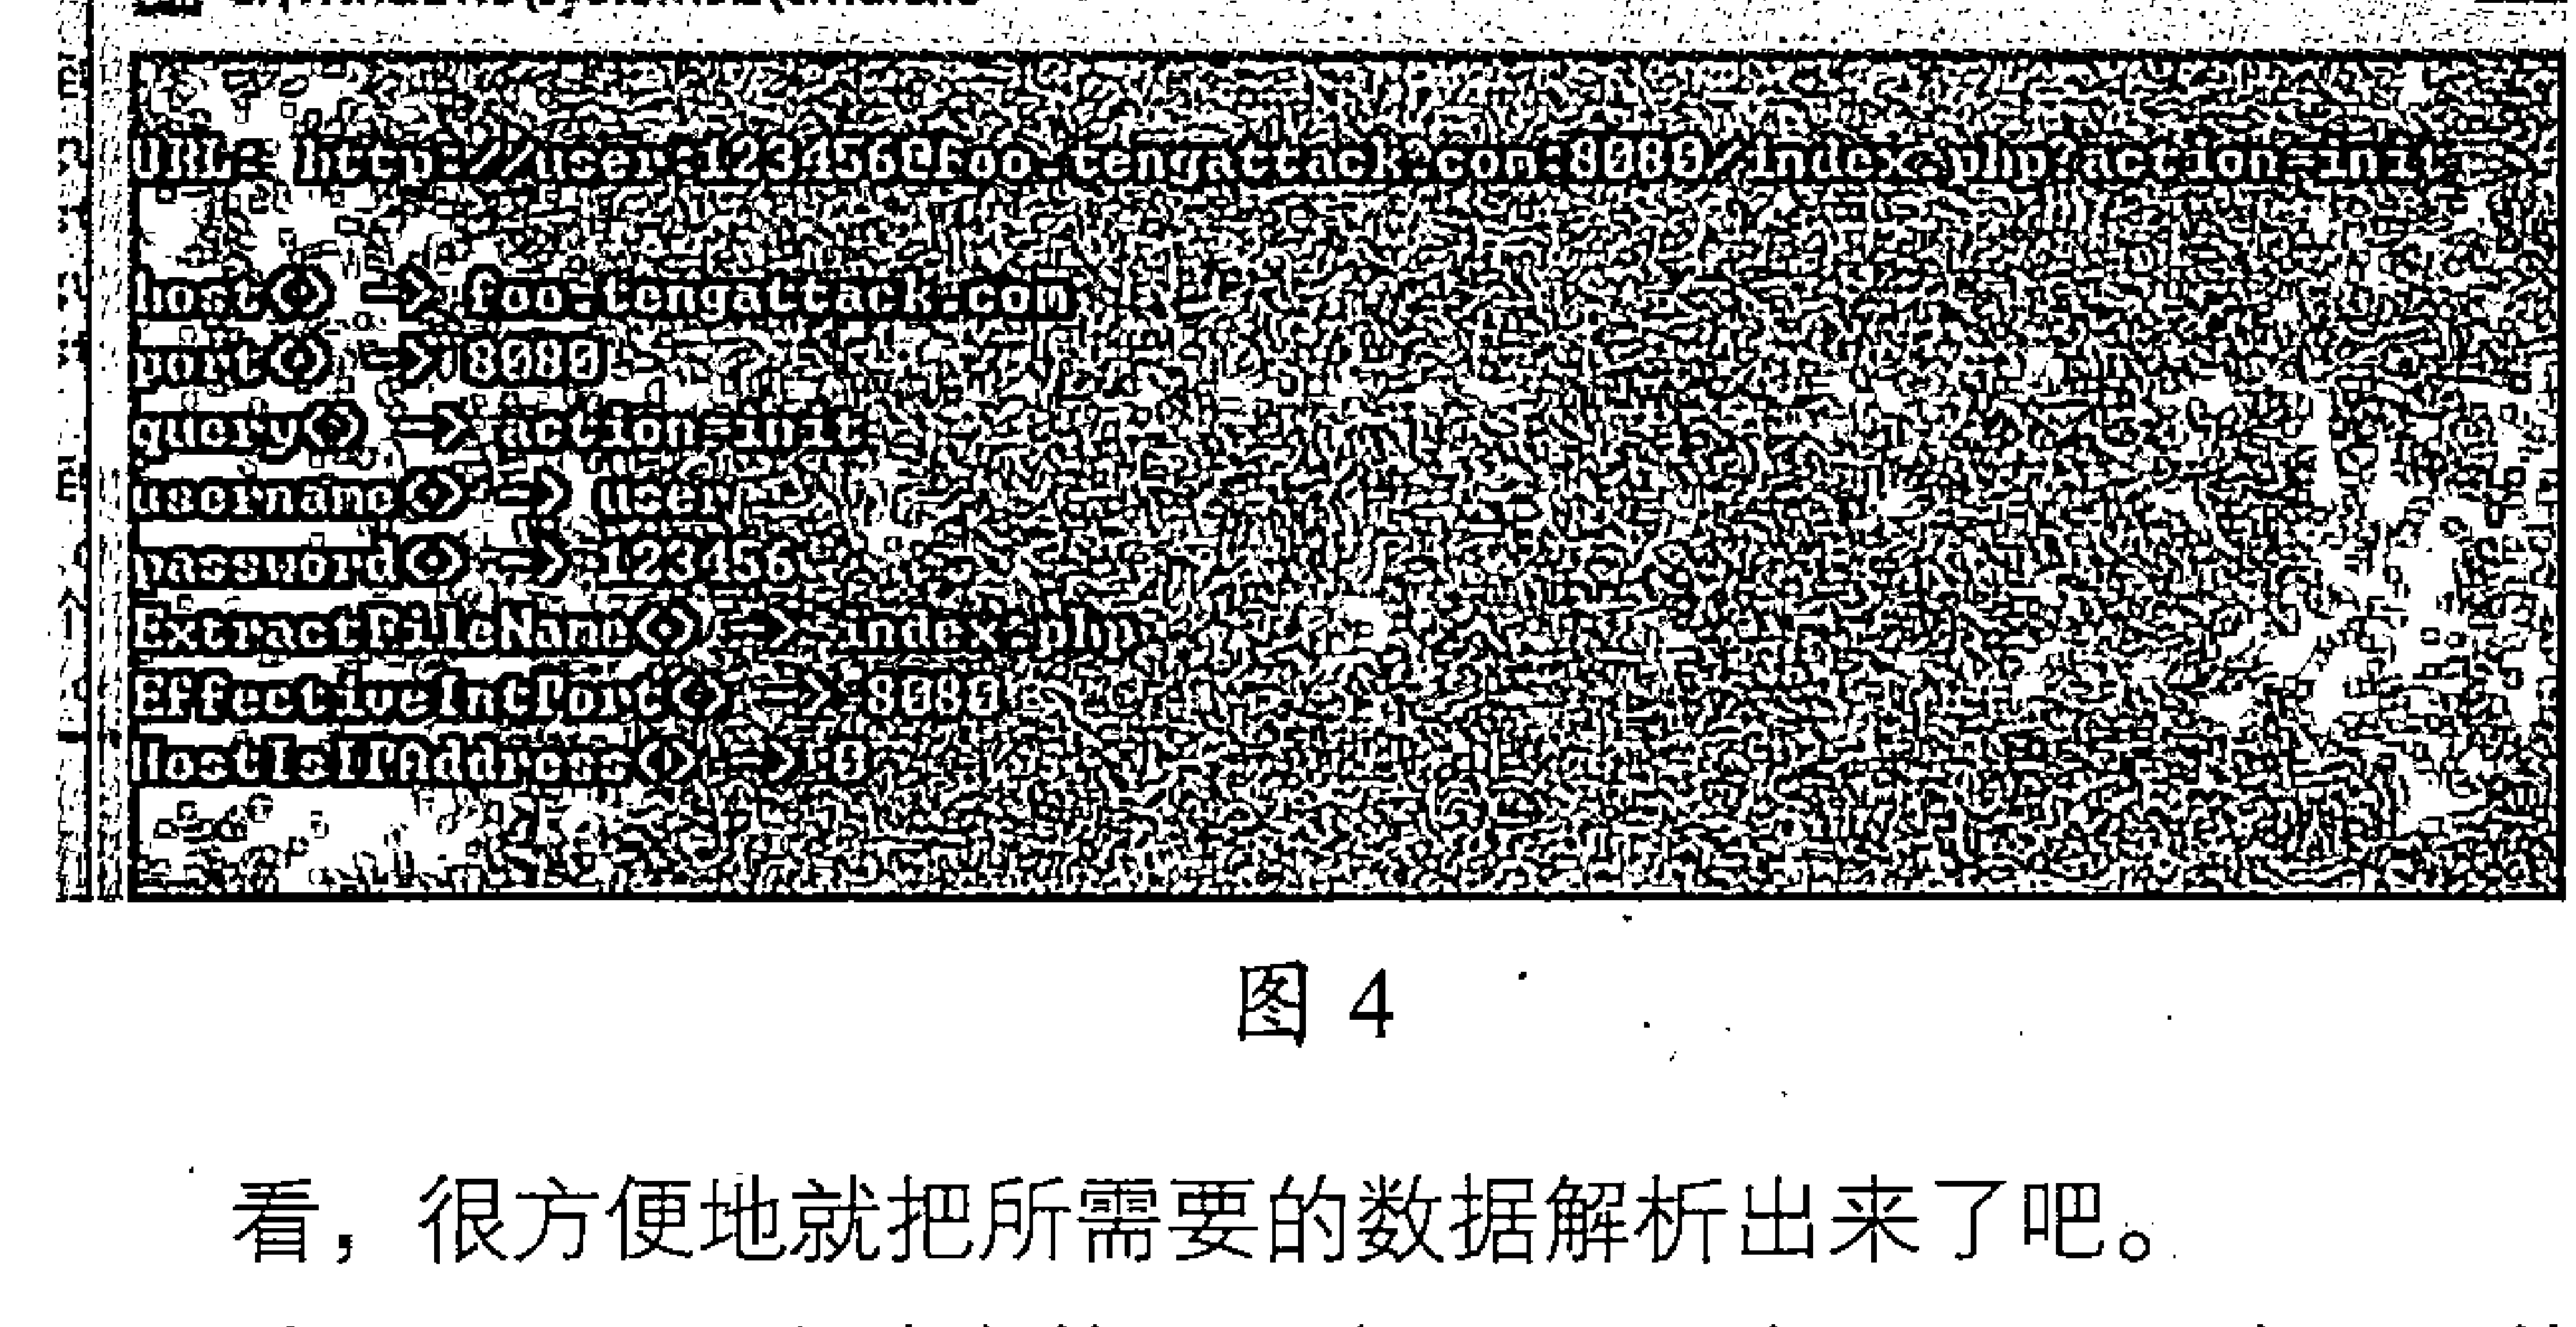 URL: http://user:123456@foo.tengattack.com:8080/index.php?action=init
host() => foo.tengattack.com
port() => 8080
query() => action=init
username() => user
password() => 123456
ExtractFileName() => index.php
EffectiveIntPort() => 8080
HostIsIPAddress() => 0
图 4
看，很方便地就把所需要的数据解析出来了吧。